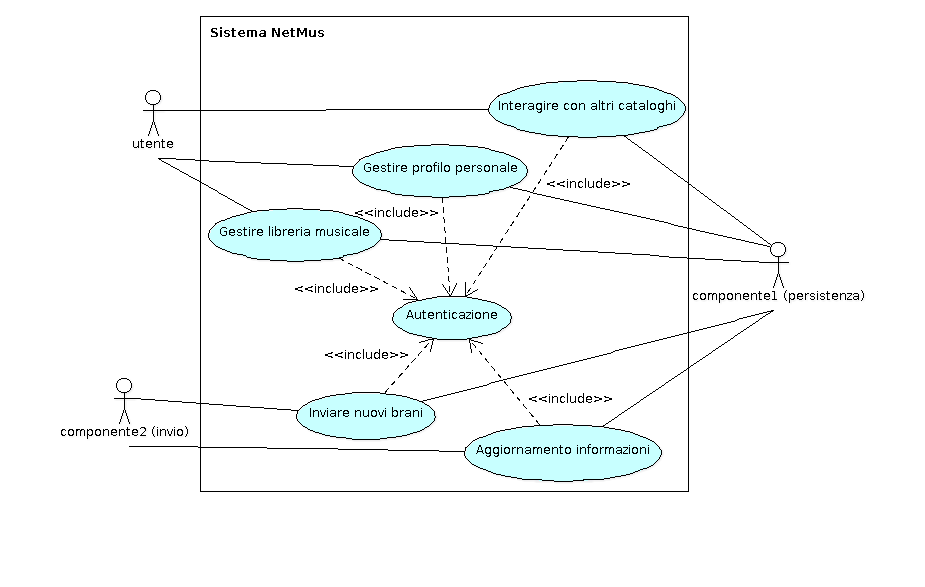 Sistema NetMus
Interagire con altri cataloghi
utente
Gestire profilo personale
<<include>>
<<include>>
Gestire libreria musicale
<<include>>
componente1 (persistenza)
Autenticazione
<<include>>
<<include>>
Inviare nuovi brani
componente2 (invio)
Aggiornamento informazioni